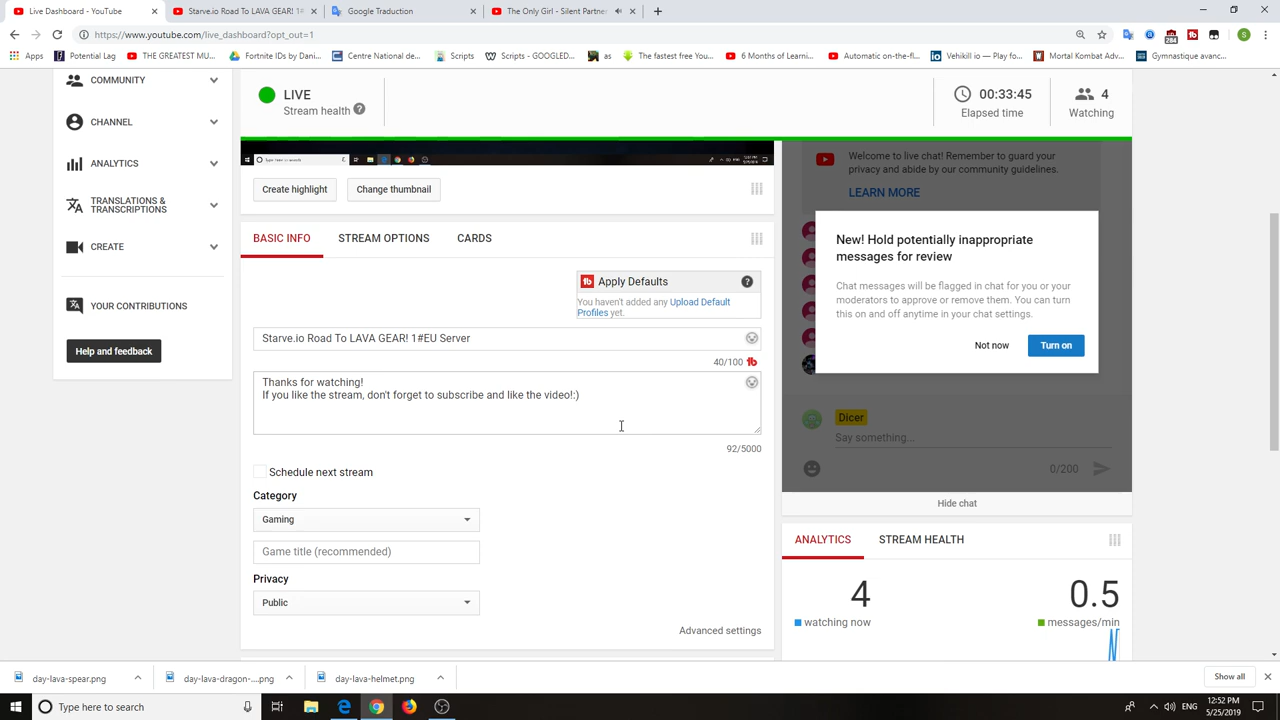 Live Dashboard - YouTube
Starve.io Road To LAVA GEAR! 1#
Google Traduction
The Only Girl - Silent Partner
https://www.youtube.com/live_dashboard?opt_out=1
284
S
Apps
Potential Lag
THE GREATEST MU...
Fortnite IDs by Dani...
Centre National de...
Scripts
Scripts - GOOGLED...
as
The fastest free You...
6 Months of Learni...
Automatic on-the-fl...
Vehikill io — Play fo...
Mortal Kombat Adv...
Gymnastique avanc...
COMMUNITY
CHANNEL
ANALYTICS
TRANSLATIONS &
TRANSCRIPTIONS
CREATE
YOUR CONTRIBUTIONS
Help and feedback
LIVE
Stream health ?
00:33:45
Elapsed time
4
Watching
Create highlight
Change thumbnail
BASIC INFO
STREAM OPTIONS
CARDS
tb Apply Defaults ?
You haven't added any Upload Default
Profiles yet.
Starve.io Road To LAVA GEAR! 1#EU Server
40/100 tb
Thanks for watching!
If you like the stream, don't forget to subscribe and like the video!:)
92/5000
Schedule next stream
Category
Gaming
Game title (recommended)
Privacy
Public
Advanced settings
Welcome to live chat! Remember to guard your
privacy and abide by our community guidelines.
LEARN MORE
New! Hold potentially inappropriate
messages for review
Chat messages will be flagged in chat for you or your
moderators to approve or remove them. You can turn
this on and off anytime in your chat settings.
Not now
Turn on
Dicer
Say something...
0/200
Hide chat
ANALYTICS
STREAM HEALTH
4
watching now
0.5
messages/min
day-lava-spear.png
day-lava-dragon-....png
day-lava-helmet.png
Show all
Type here to search
ENG
12:52 PM
5/25/2019